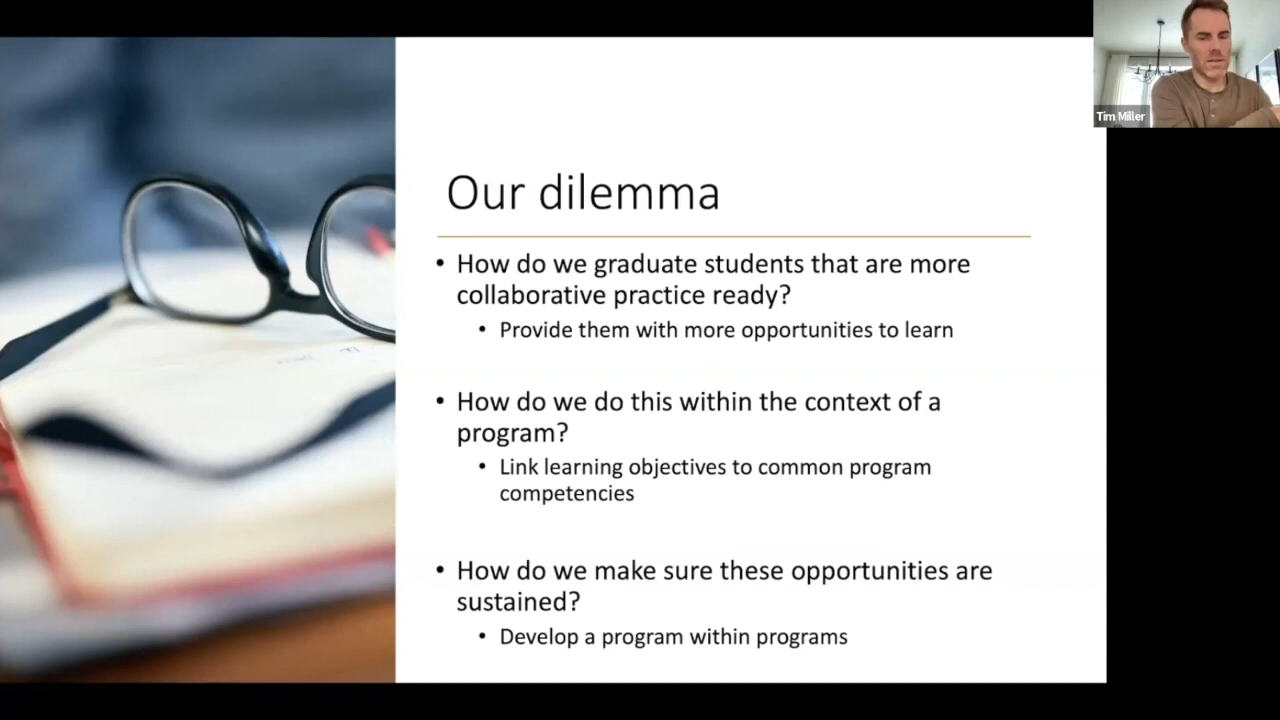 Tim Miller
Our dilemma
• How do we graduate students that are more
collaborative practice ready?
• Provide them with more opportunities to learn
• How do we do this within the context of a
program?
• Link learning objectives to common program
competencies
• How do we make sure these opportunities are
sustained?
• Develop a program within programs